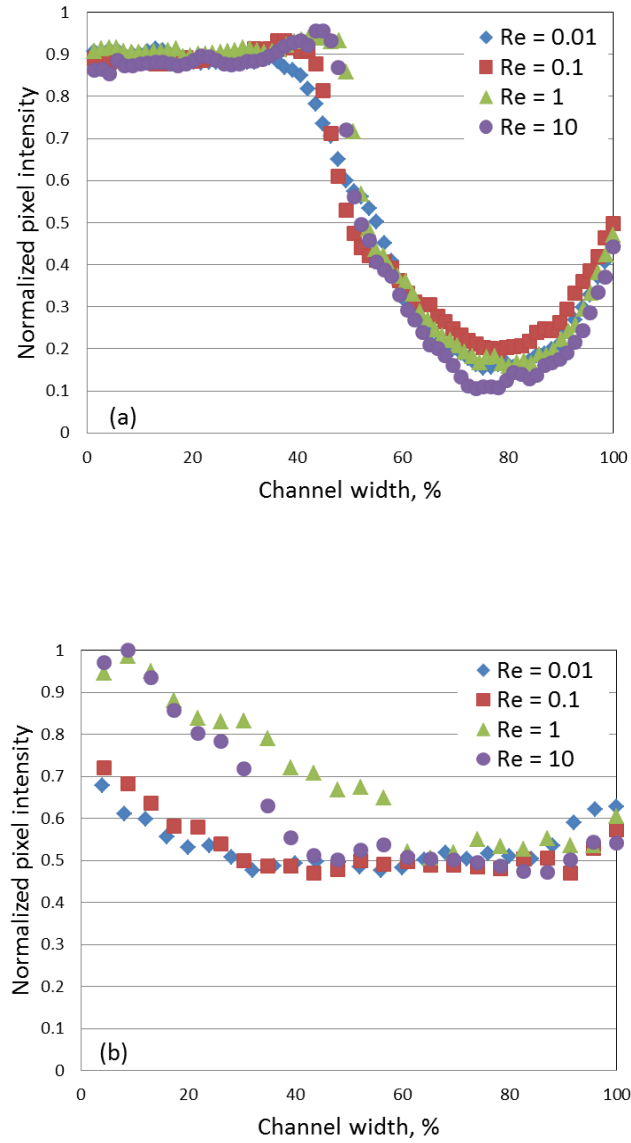 1
0.9
0.8
0.7
0.6
0.5
0.4
0.3
0.2
0.1
0
Normalized pixel intensity
Re = 0.01
Re = 0.1
Re = 1
Re = 10
(a)
0 20 40 60 80 100
Channel width, %
1
0.9
0.8
0.7
0.6
0.5
0.4
0.3
0.2
0.1
0
Normalized pixel intensity
Re = 0.01
Re = 0.1
Re = 1
Re = 10
(b)
0 20 40 60 80 100
Channel width, %